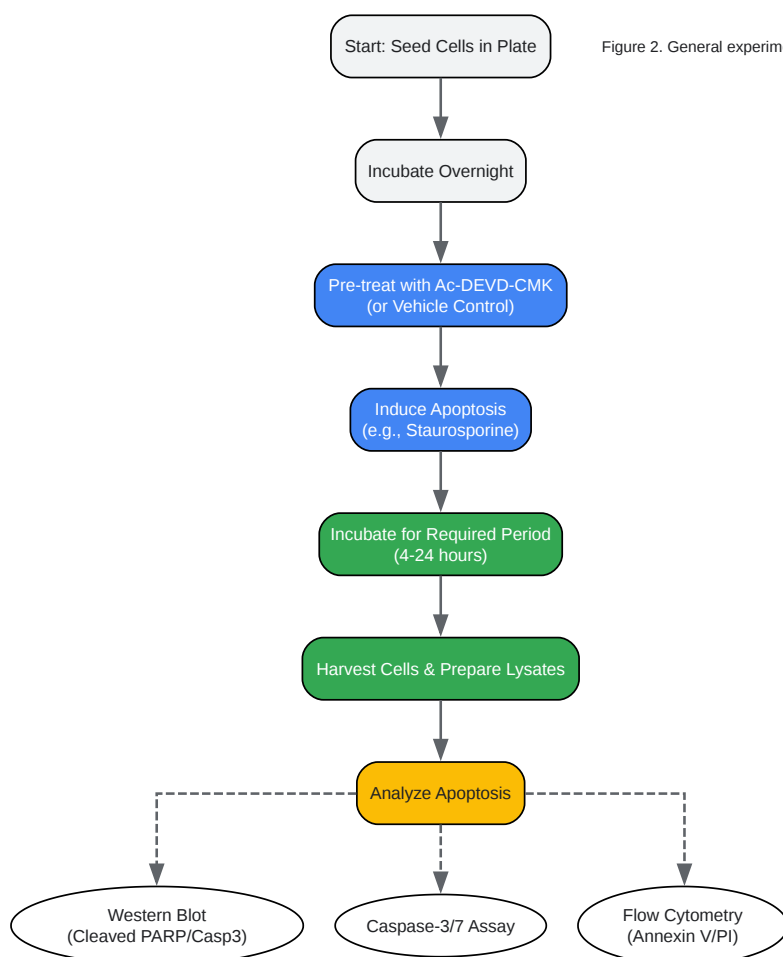 Start: Seed Cells in Plate
Figure 2. General experim
Incubate Overnight
Pre-treat with Ac-DEVD-CMK
(or Vehicle Control)
Induce Apoptosis
(e.g., Staurosporine)
Incubate for Required Period
(4-24 hours)
Harvest Cells & Prepare Lysates
Analyze Apoptosis
Western Blot
(Cleaved PARP/Casp3)
Caspase-3/7 Assay
Flow Cytometry
(Annexin V/PI)